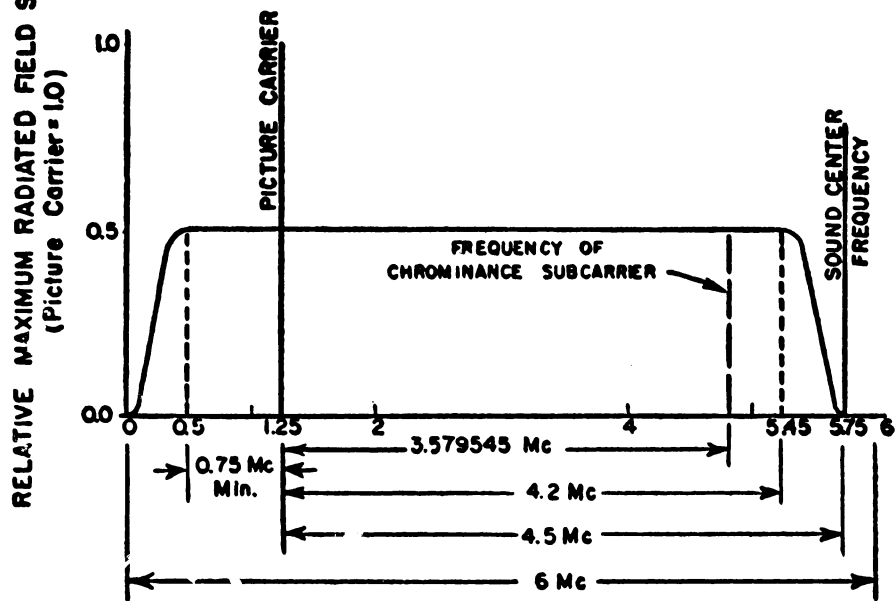 RELATIVE MAXIMUM RADIATED FIELD
(Picture Carrier = 1.0)
1.0
0.5
0.0
PICTURE CARRIER
SOUND CENTER
FREQUENCY
FREQUENCY OF
CHROMINANCE SUBCARRIER
0 0.5 1.25 2 4 5.45 5.75 6
3.579545 Mc
0.75 Mc
Min.
4.2 Mc
4.5 Mc
6 Mc